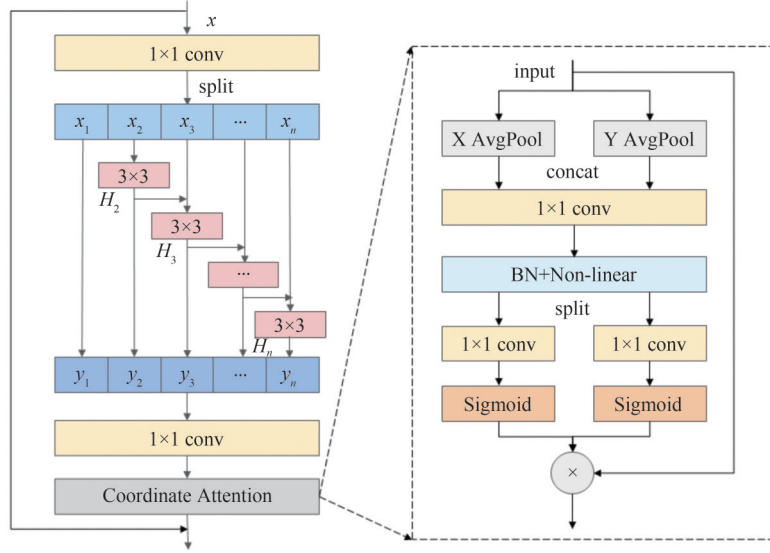 x
1×1 conv
split
x₁ x₂ x₃ ... xₙ
3×3
H₂
3×3
H₃
...
3×3
Hₙ
y₁ y₂ y₃ ... yₙ
1×1 conv
Coordinate Attention
input
X AvgPool Y AvgPool
concat
1×1 conv
BN+Non-linear
split
1×1 conv 1×1 conv
Sigmoid Sigmoid
×